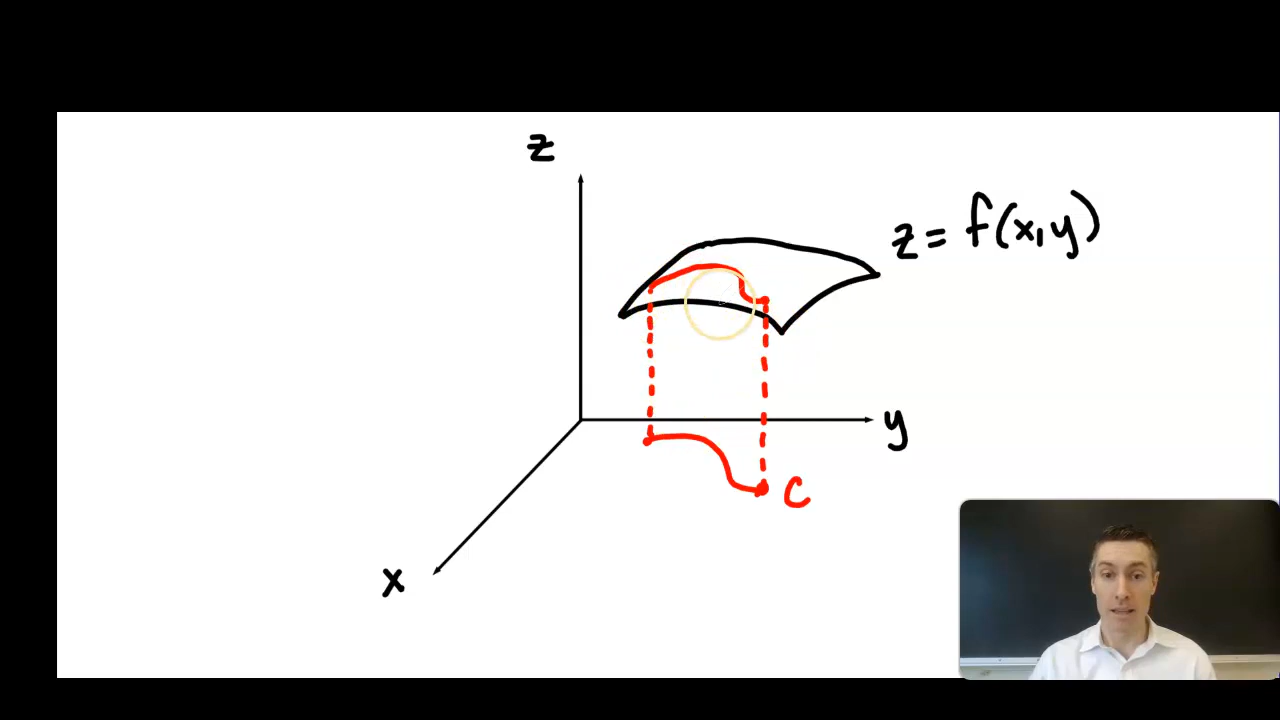 z
z = f(x,y)
y
C
x